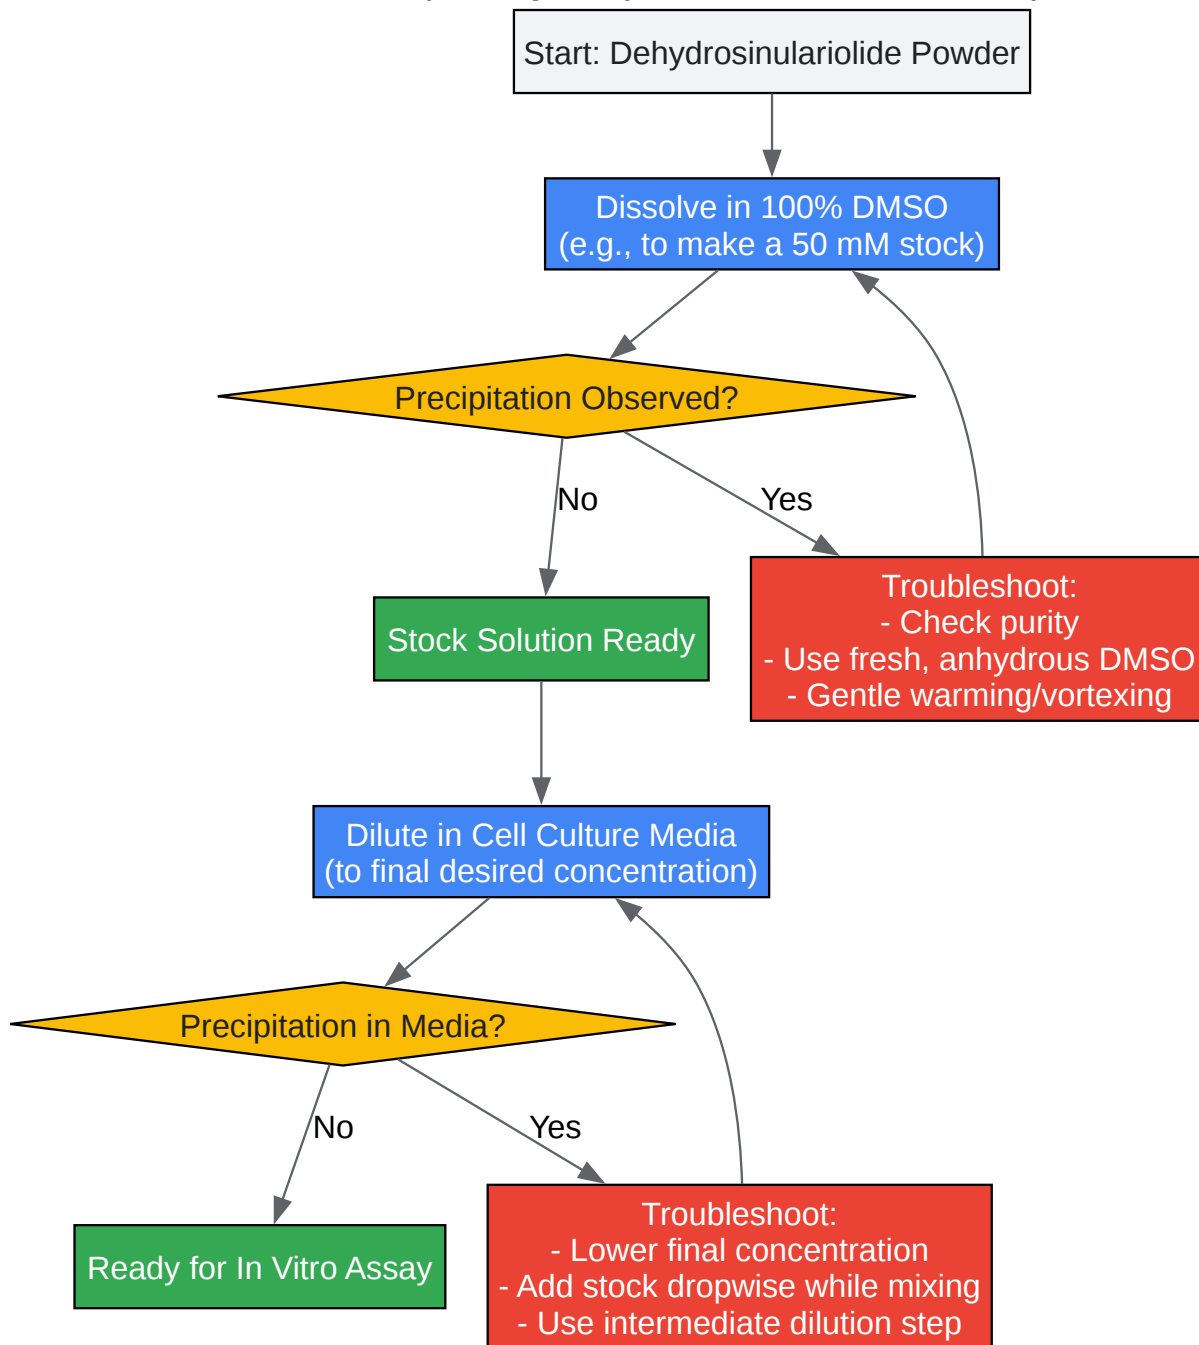 Start: Dehydrosinulariolide Powder
Dissolve in 100% DMSO
(e.g., to make a 50 mM stock)
Precipitation Observed?
No
Yes
Troubleshoot:
- Check purity
- Use fresh, anhydrous DMSO
- Gentle warming/vortexing
Stock Solution Ready
Dilute in Cell Culture Media
(to final desired concentration)
Precipitation in Media?
No
Yes
Troubleshoot:
- Lower final concentration
- Add stock dropwise while mixing
- Use intermediate dilution step
Ready for In Vitro Assay